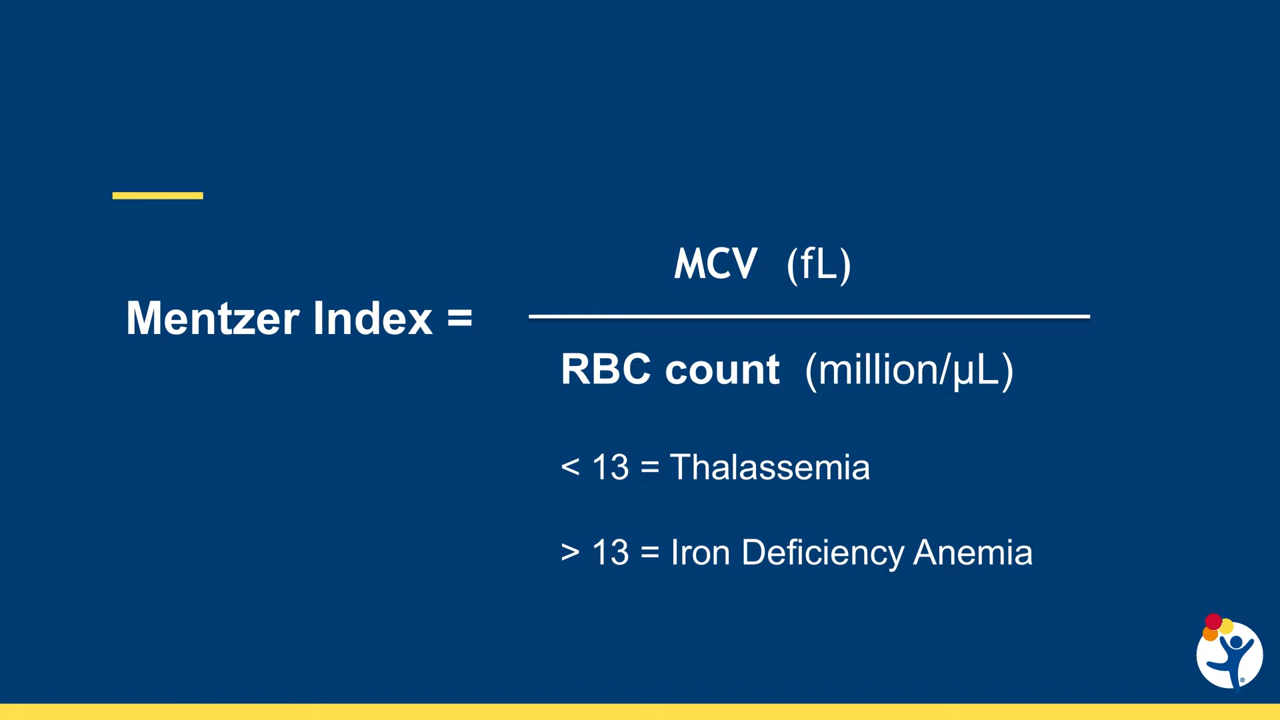 MCV (fL)
Mentzer Index =
RBC count (million/µL)
< 13 = Thalassemia
> 13 = Iron Deficiency Anemia